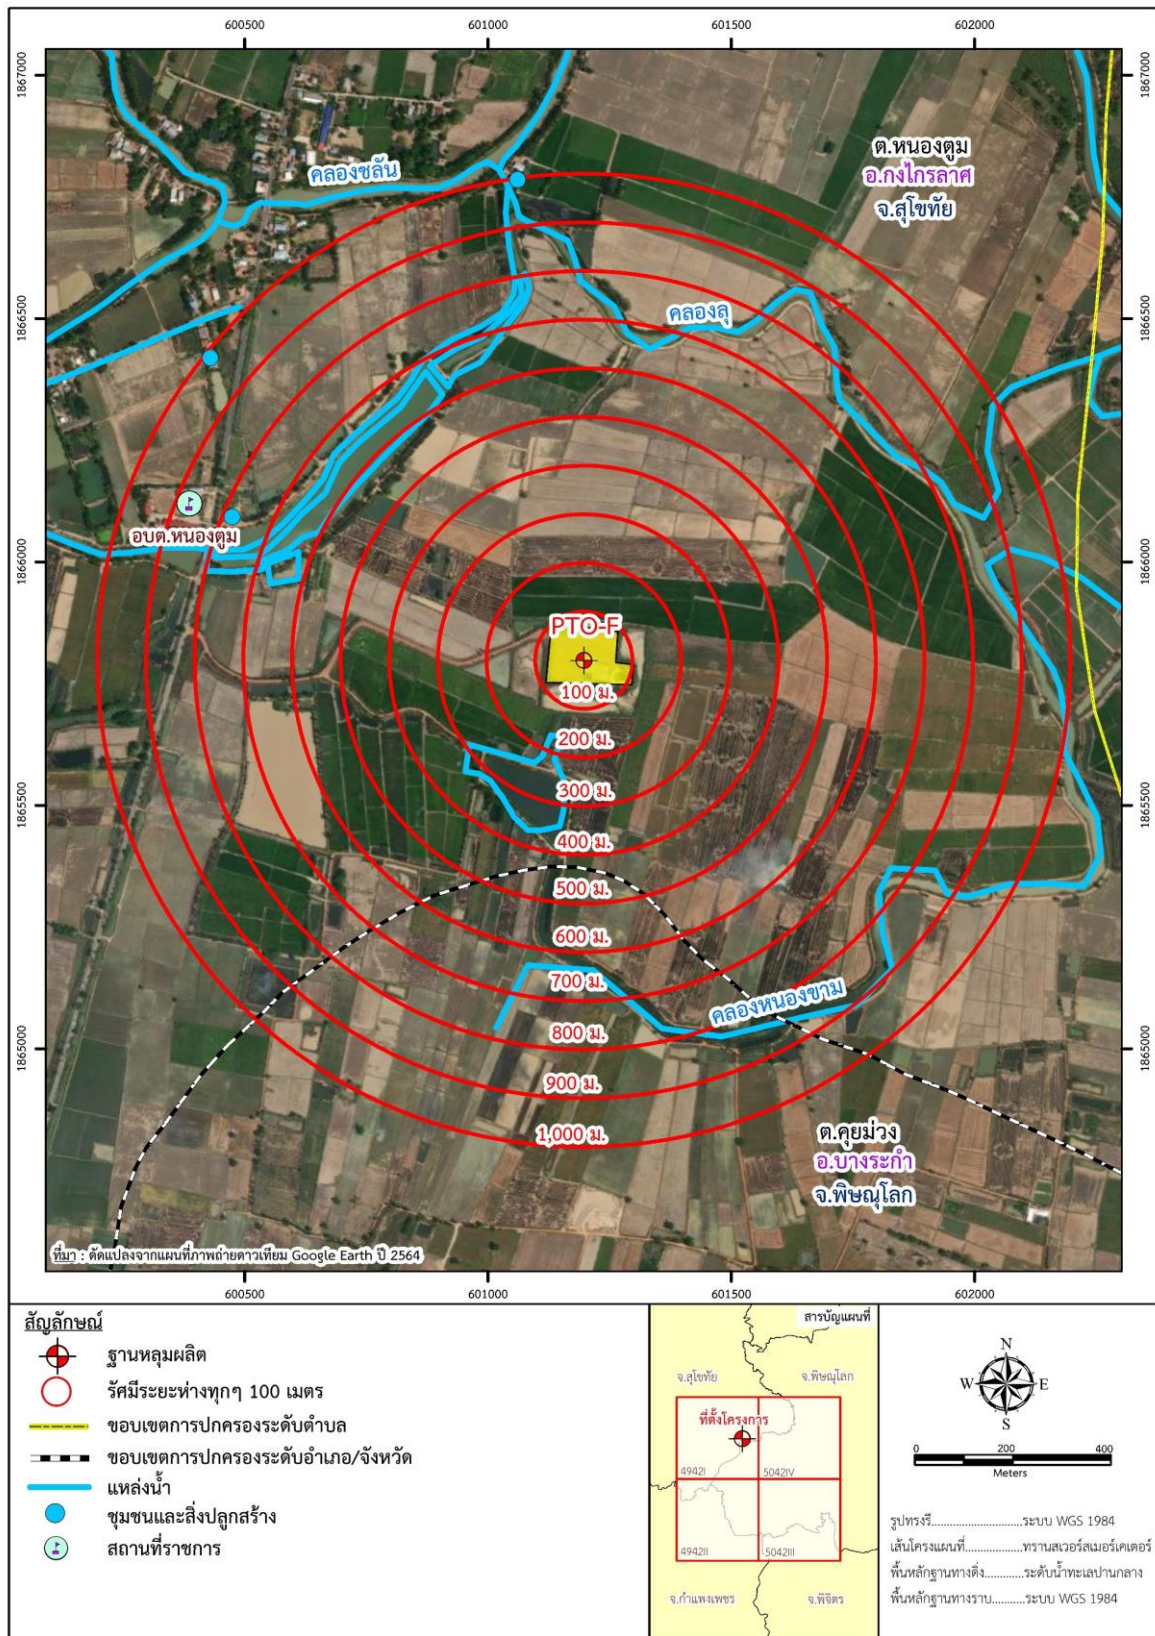 600500
601000
601500
602000
1867000
1867000
ต.หนองตูม
อ.กงไกรลาศ
จ.สุโขทัย
คลองชลัน
1866500
คลองลุ
1866500
อบต.หนองตูม
1866000
1866000
PTO-F
100 ม.
200 ม.
300 ม.
1865500
1865500
400 ม.
500 ม.
600 ม.
700 ม.
คลองหนองขาม
800 ม.
1865000
1865000
900 ม.
1,000 ม.
ต.คุยม่วง
อ.บางระกำ
จ.พิษณุโลก
ที่มา : ดัดแปลงจากแผนที่ภาพถ่ายดาวเทียม Google Earth ปี 2564
600500
601000
601500
602000
สัญลักษณ์
ฐานหลุมผลิต
รัศมีระยะห่างทุกๆ 100 เมตร
ขอบเขตการปกครองระดับตำบล
ขอบเขตการปกครองระดับอำเภอ/จังหวัด
แหล่งน้ำ
ชุมชนและสิ่งปลูกสร้าง
สถานที่ราชการ
สารบัญแผนที่
จ.สุโขทัย
จ.พิษณุโลก
ที่ตั้งโครงการ
4942I
5042IV
4942II
5042III
จ.กำแพงเพชร
จ.พิจิตร
N
W
E
S
0
200
400
Meters
รูปทรงรี..........................ระบบ WGS 1984
เส้นโครงแผนที่..................ทรานสเวอร์สเมอร์เคเตอร์
พื้นหลักฐานทางดิ่ง............ระดับน้ำทะเลปานกลาง
พื้นหลักฐานทางราบ..........ระบบ WGS 1984